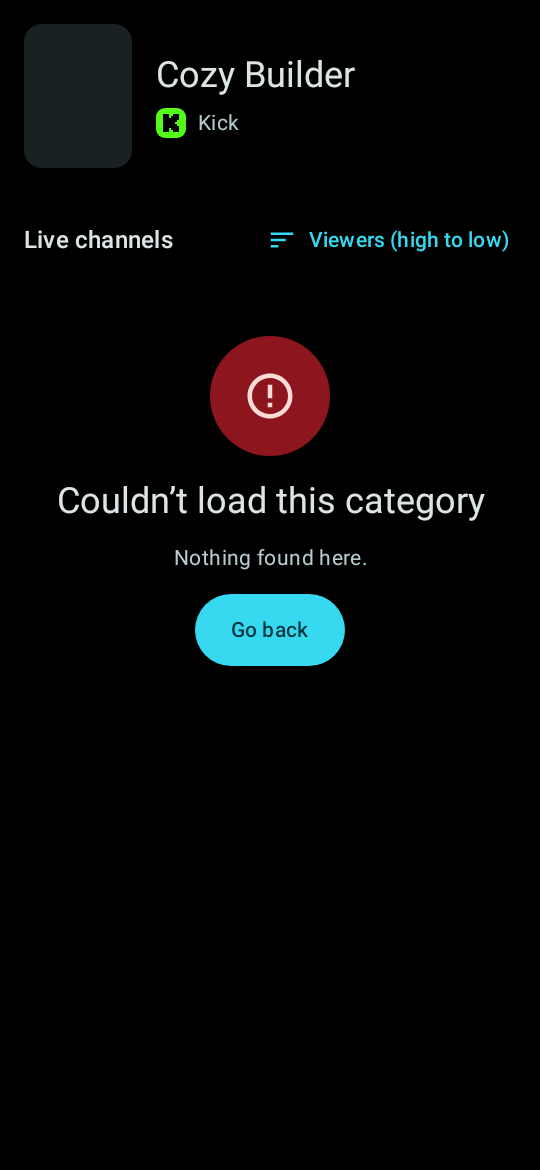 Cozy Builder
Kick
Live channels
Viewers (high to low)
Couldn’t load this category
Nothing found here.
Go back